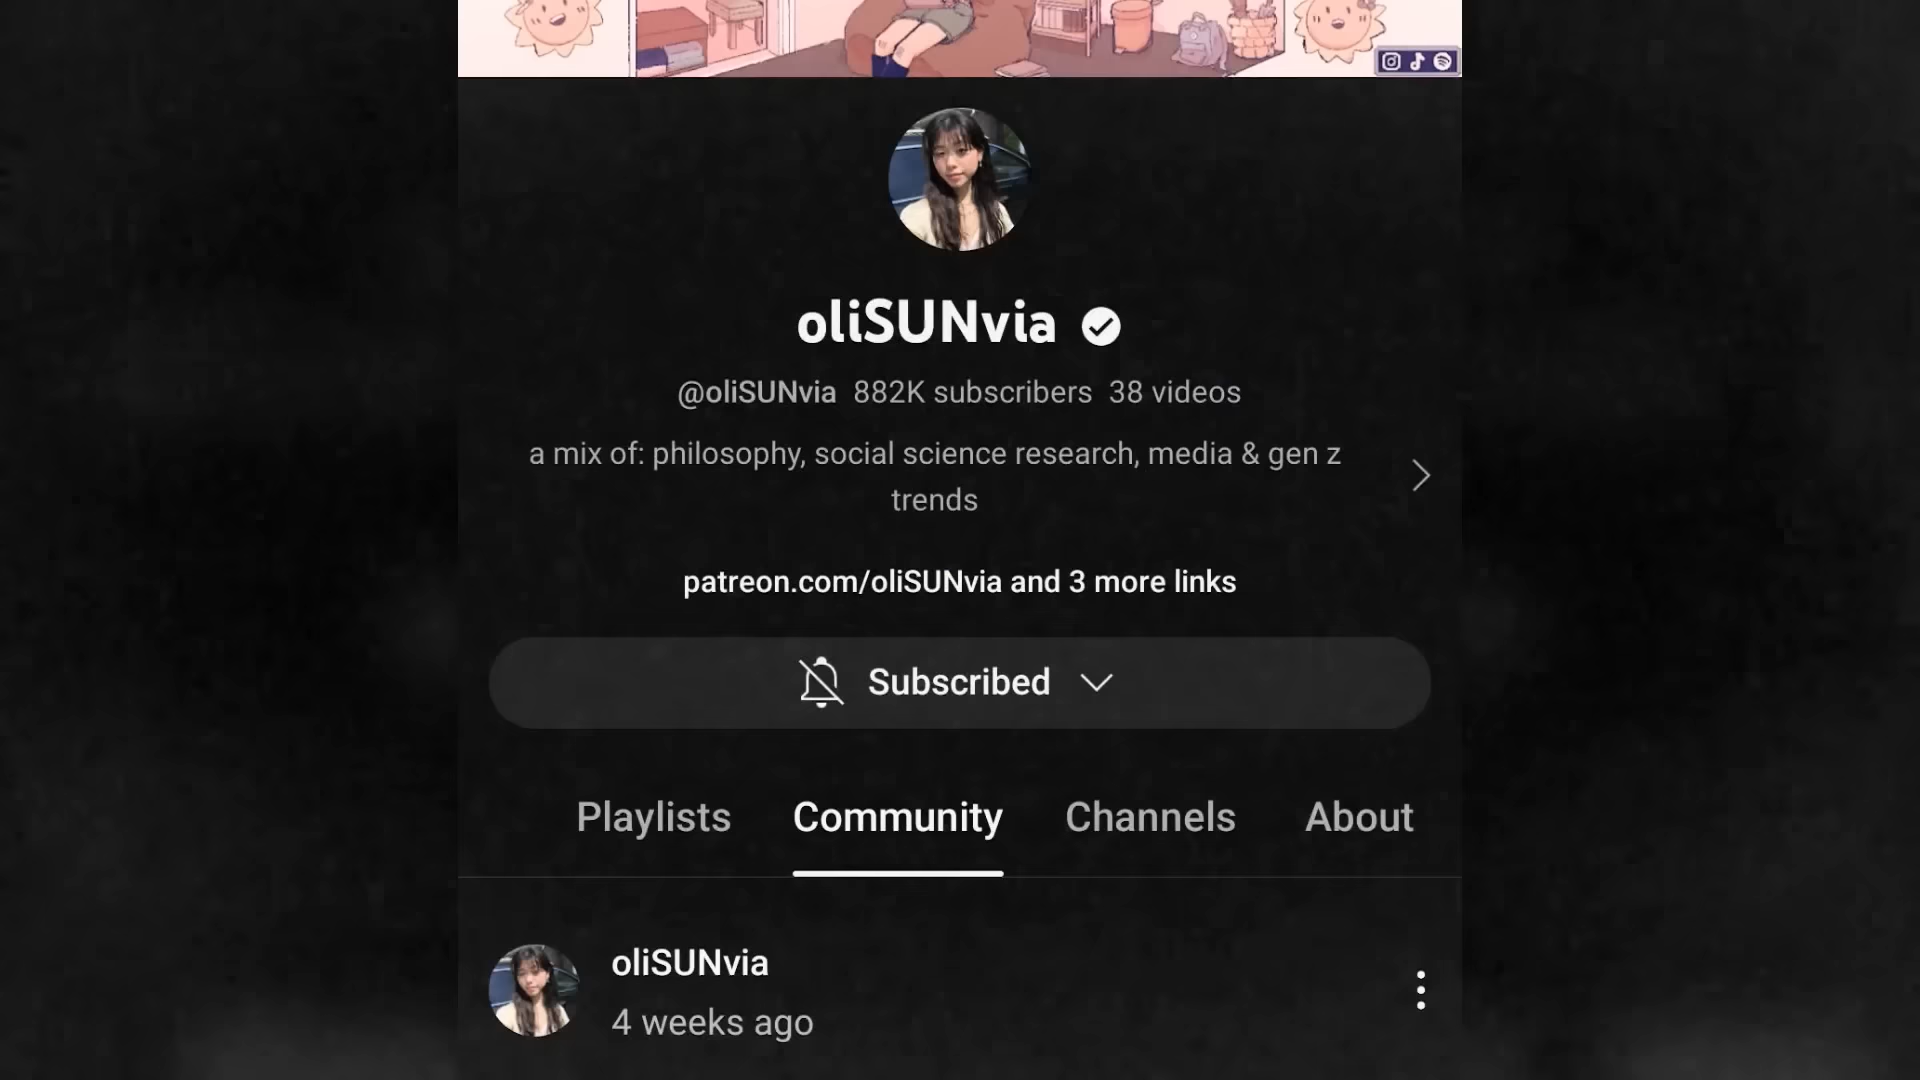 oliSUNvia
@oliSUNvia 882K subscribers 38 videos
a mix of: philosophy, social science research, media & gen z
trends
patreon.com/oliSUNvia and 3 more links
Subscribed
Playlists Community Channels About
oliSUNvia
4 weeks ago